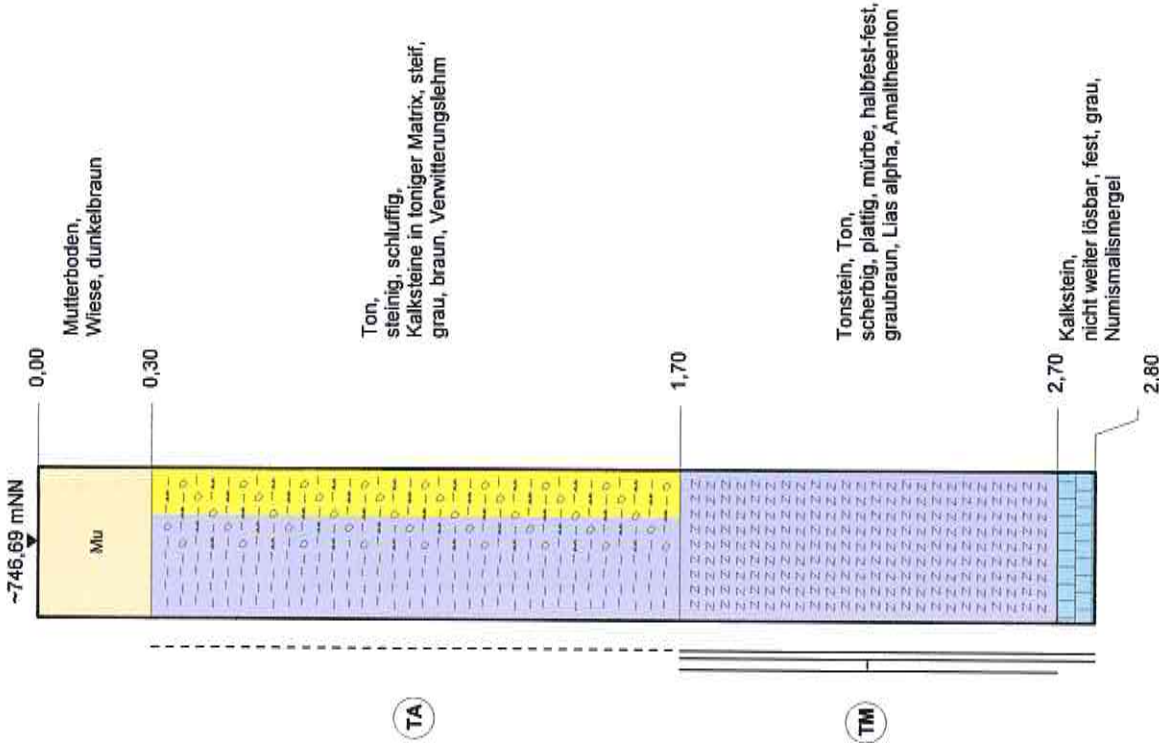 ~746,69 mNN
0,00
Mu
Mutterboden,
Wiese, dunkelbraun
0,30
TA
Ton,
steinig, schluffig,
Kalksteine in toniger Matrix, steif,
grau, braun, Verwitterungslehm
1,70
TM
Tonstein, Ton,
scherbig, plattig, mürbe, halbfest-fest,
graubraun, Lias alpha, Amaltheenton
2,70
Kalkstein,
nicht weiter lösbar, fest, grau,
Numismalismergel
2,80